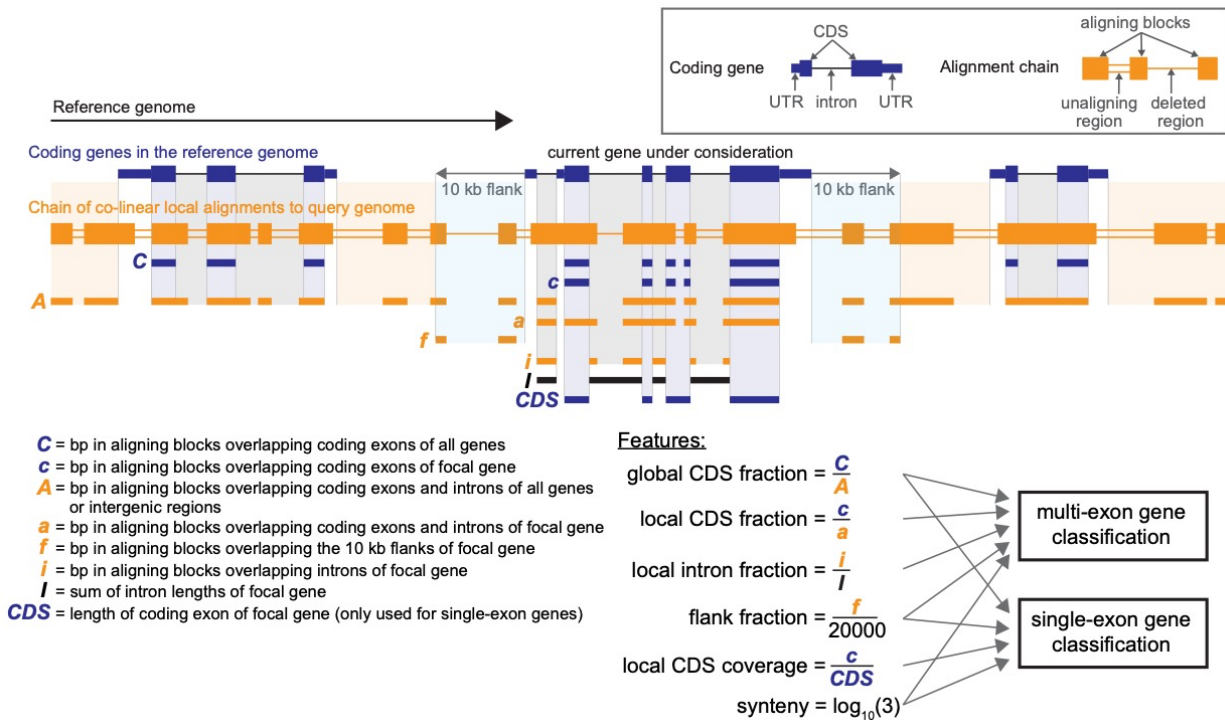 CDS
aligning blocks
Coding gene
Alignment chain
UTR
intron
UTR
unaligning
region
deleted
region
Reference genome
Coding genes in the reference genome
current gene under consideration
10 kb flank
10 kb flank
Chain of co-linear local alignments to query genome
C
c
A
a
f
i
I
CDS
C = bp in aligning blocks overlapping coding exons of all genes
c = bp in aligning blocks overlapping coding exons of focal gene
A = bp in aligning blocks overlapping coding exons and introns of all genes
or intergenic regions
a = bp in aligning blocks overlapping coding exons and introns of focal gene
f = bp in aligning blocks overlapping the 10 kb flanks of focal gene
i = bp in aligning blocks overlapping introns of focal gene
I = sum of intron lengths of focal gene
CDS = length of coding exon of focal gene (only used for single-exon genes)
Features:
global CDS fraction = C/A
local CDS fraction = c/a
local intron fraction = i/I
flank fraction = f/20000
local CDS coverage = c/CDS
synteny = log10(3)
multi-exon gene
classification
single-exon gene
classification